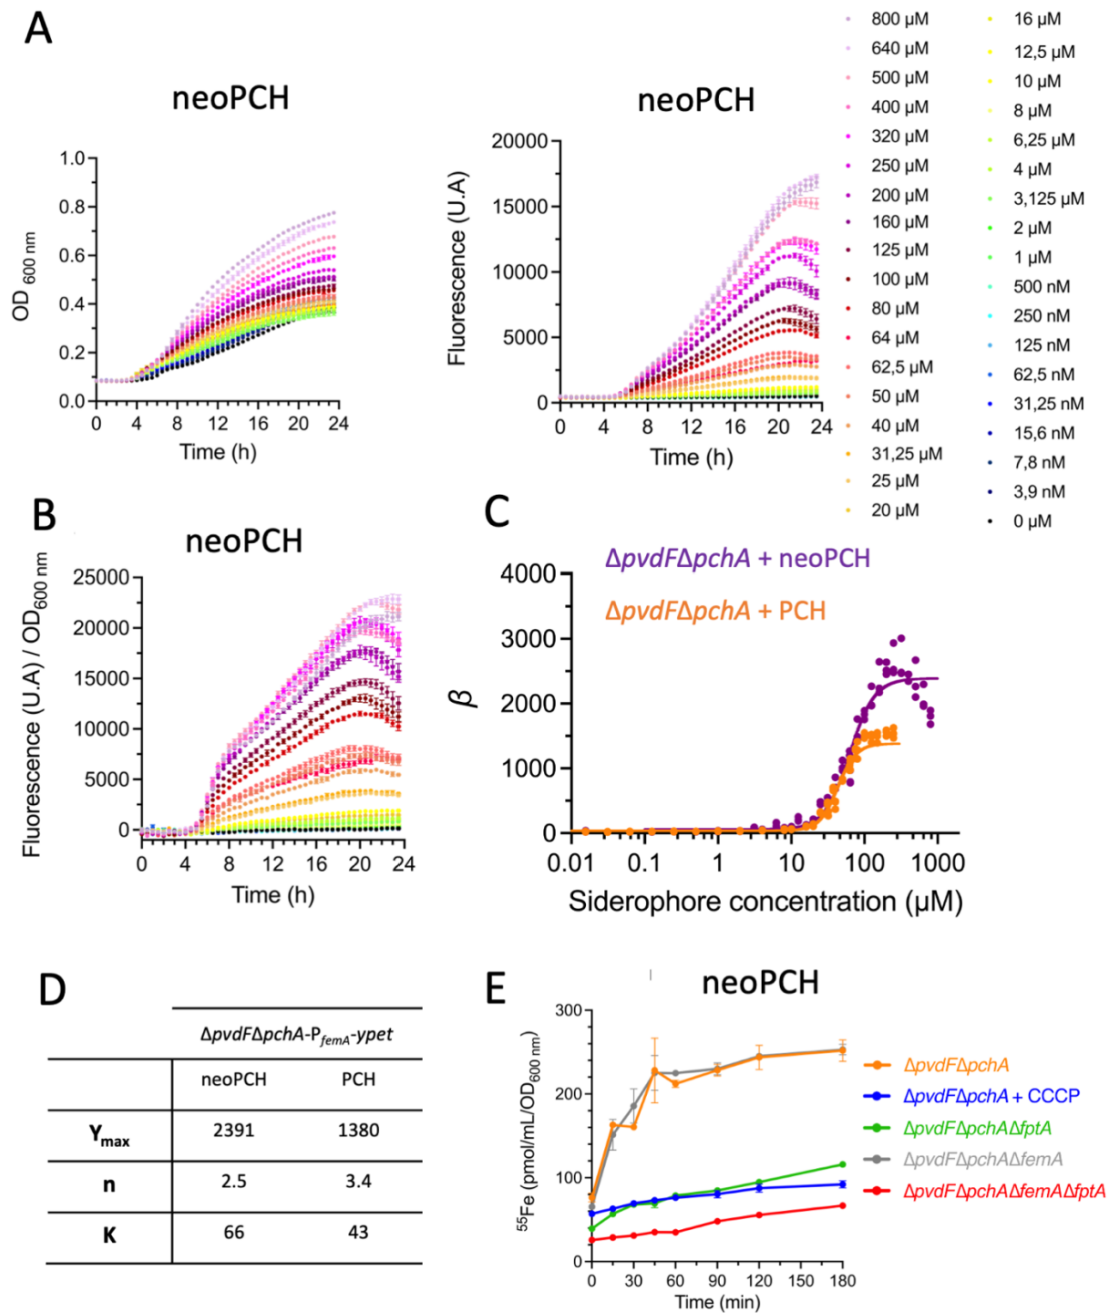 A
neoPCH
OD 600 nm
1.0
0.8
0.6
0.4
0.2
0.0
0 4 8 12 16 20 24
Time (h)
neoPCH
Fluorescence (U.A)
20000
15000
10000
5000
0
0 4 8 12 16 20 24
Time (h)
800 µM
640 µM
500 µM
400 µM
320 µM
250 µM
200 µM
160 µM
125 µM
100 µM
80 µM
64 µM
62,5 µM
50 µM
40 µM
31,25 µM
25 µM
20 µM
16 µM
12,5 µM
10 µM
8 µM
6,25 µM
4 µM
3,125 µM
2 µM
1 µM
500 nM
250 nM
125 nM
62,5 nM
31,25 nM
15,6 nM
7,8 nM
3,9 nM
0 µM
B
neoPCH
Fluorescence (U.A) / OD600 nm
25000
20000
15000
10000
5000
0
0 4 8 12 16 20 24
Time (h)
C
ΔpvdFΔpchA + neoPCH
ΔpvdFΔpchA + PCH
β
4000
3000
2000
1000
0
0.01 0.1 1 10 100 1000
Siderophore concentration (µM)
D
ΔpvdFΔpchA-PfemA-ypet
neoPCH PCH
Ymax 2391 1380
n 2.5 3.4
K 66 43
E
neoPCH
55Fe (pmol/mL/OD600 nm)
300
200
100
0
0 30 60 90 120 150 180
Time (min)
ΔpvdFΔpchA
ΔpvdFΔpchA + CCCP
ΔpvdFΔpchAΔfptA
ΔpvdFΔpchAΔfemA
ΔpvdFΔpchAΔfemAΔfptA